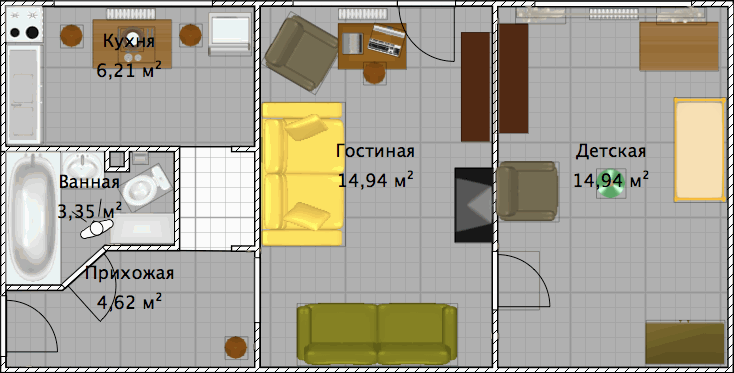 Кухня
6,21 м²
Ванная
3,35 м²
Прихожая
4,62 м²
Гостиная
14,94 м²
Детская
14,94 м²